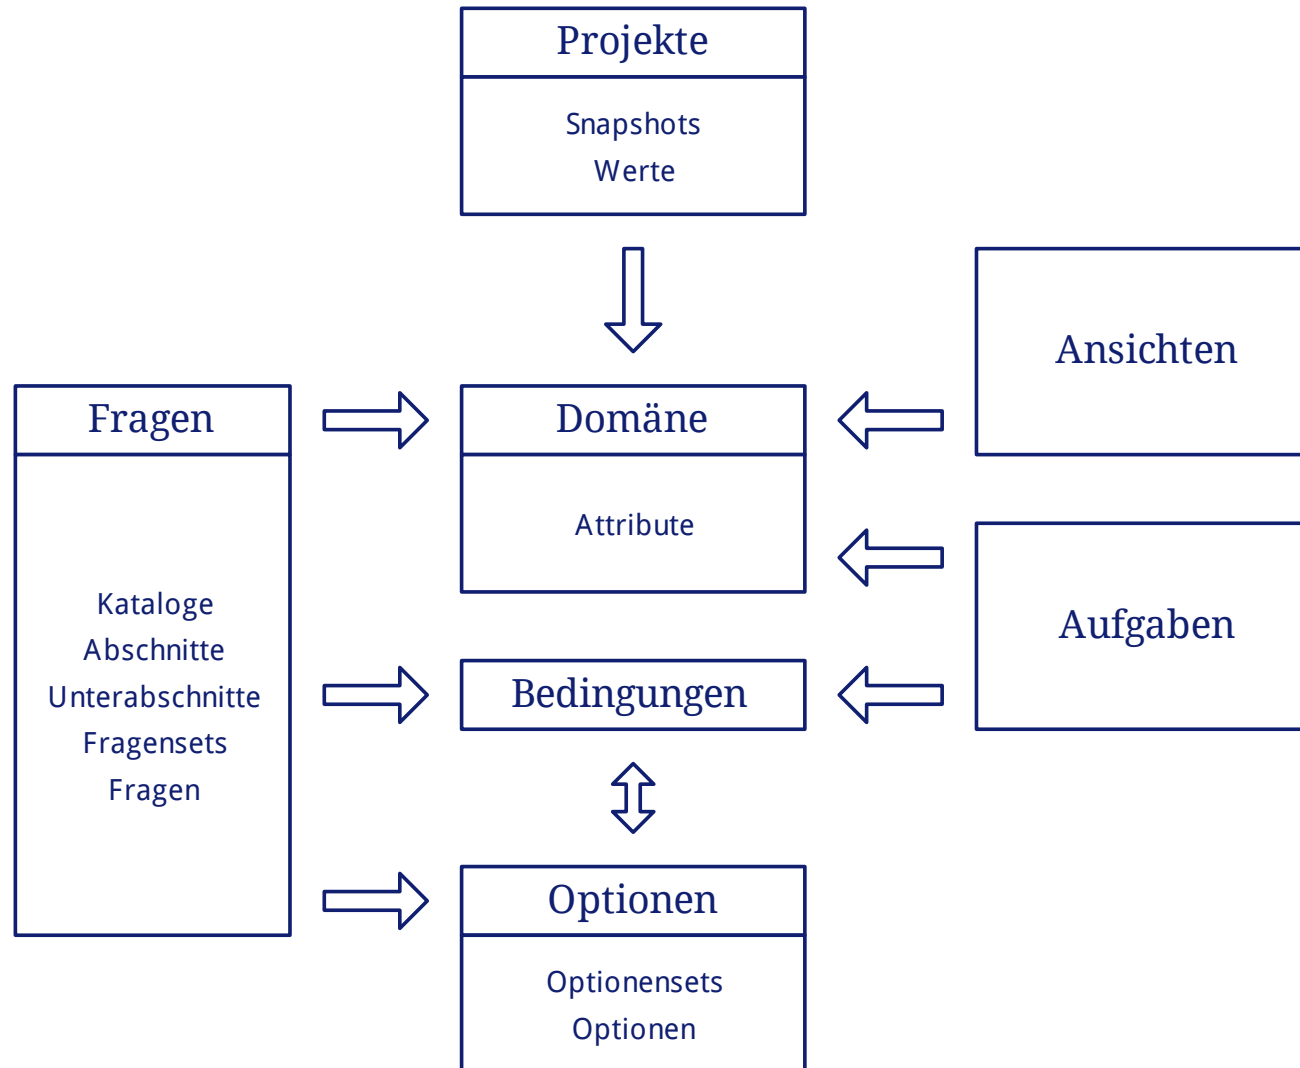 Projekte
Snapshots
Werte
Ansichten
Fragen
Domäne
Attribute
Kataloge
Abschnitte
Unterabschnitte
Fragensets
Fragen
Aufgaben
Bedingungen
Optionen
Optionensets
Optionen